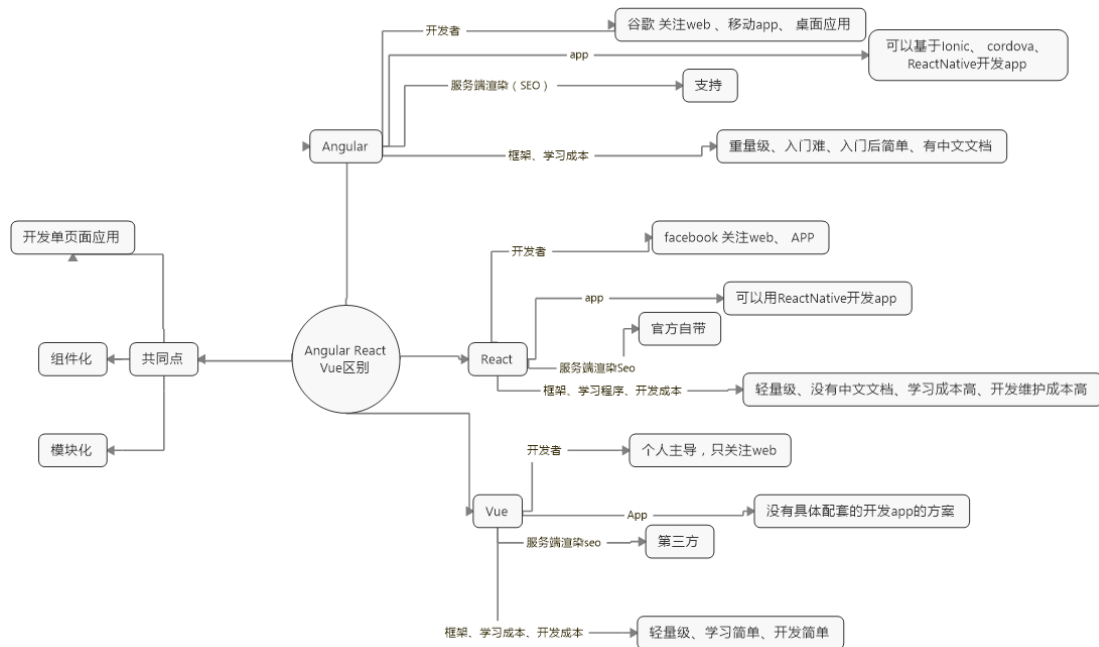 开发者
谷歌 关注web 、移动app、 桌面应用
app
可以基于Ionic、 cordova、
ReactNative开发app
服务端渲染（SEO）
支持
Angular
框架、学习成本
重量级、入门难、入门后简单、有中文文档
开发单页面应用
组件化
共同点
模块化
Angular React
Vue区别
开发者
facebook 关注web、 APP
app
可以用ReactNative开发app
官方自带
React
服务端渲染Seo
框架、学习程序、开发成本
轻量级、没有中文文档、学习成本高、开发维护成本高
开发者
个人主导，只关注web
Vue
App
没有具体配套的开发app的方案
服务端渲染seo
第三方
框架、学习成本、开发成本
轻量级、学习简单、开发简单